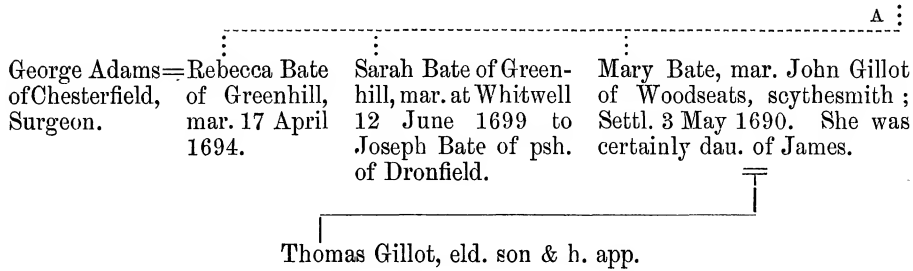 A
George Adams=Rebecca Bate
of Chesterfield, of Greenhill,
Surgeon. mar. 17 April
1694.
Sarah Bate of Green-
hill, mar. at Whitwell
12 June 1699 to
Joseph Bate of psh.
of Dronfield.
Mary Bate, mar. John Gillot
of Woodseats, scythesmith ;
Settl. 3 May 1690. She was
certainly dau. of James.
Thomas Gillot, eld. son & h. app.